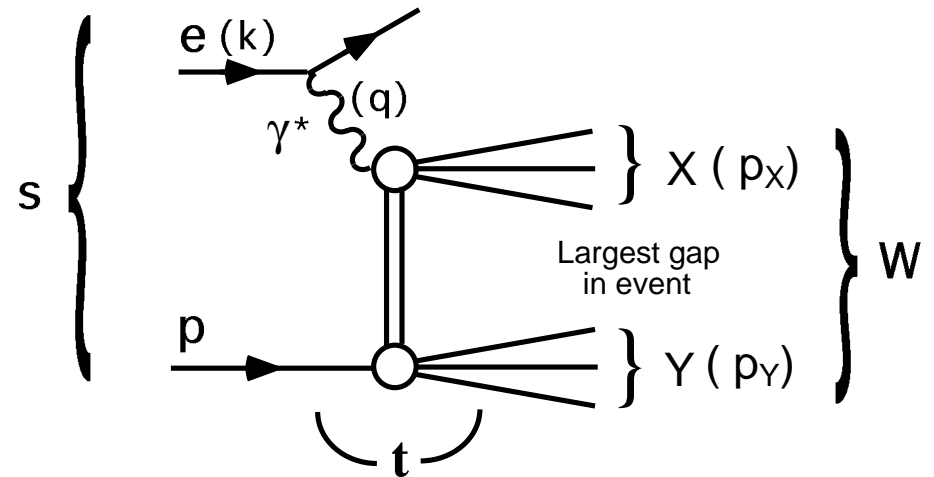 e (k)
(q)
γ*
X ( pX)
s
Largest gap
in event
W
p
Y ( pY)
t